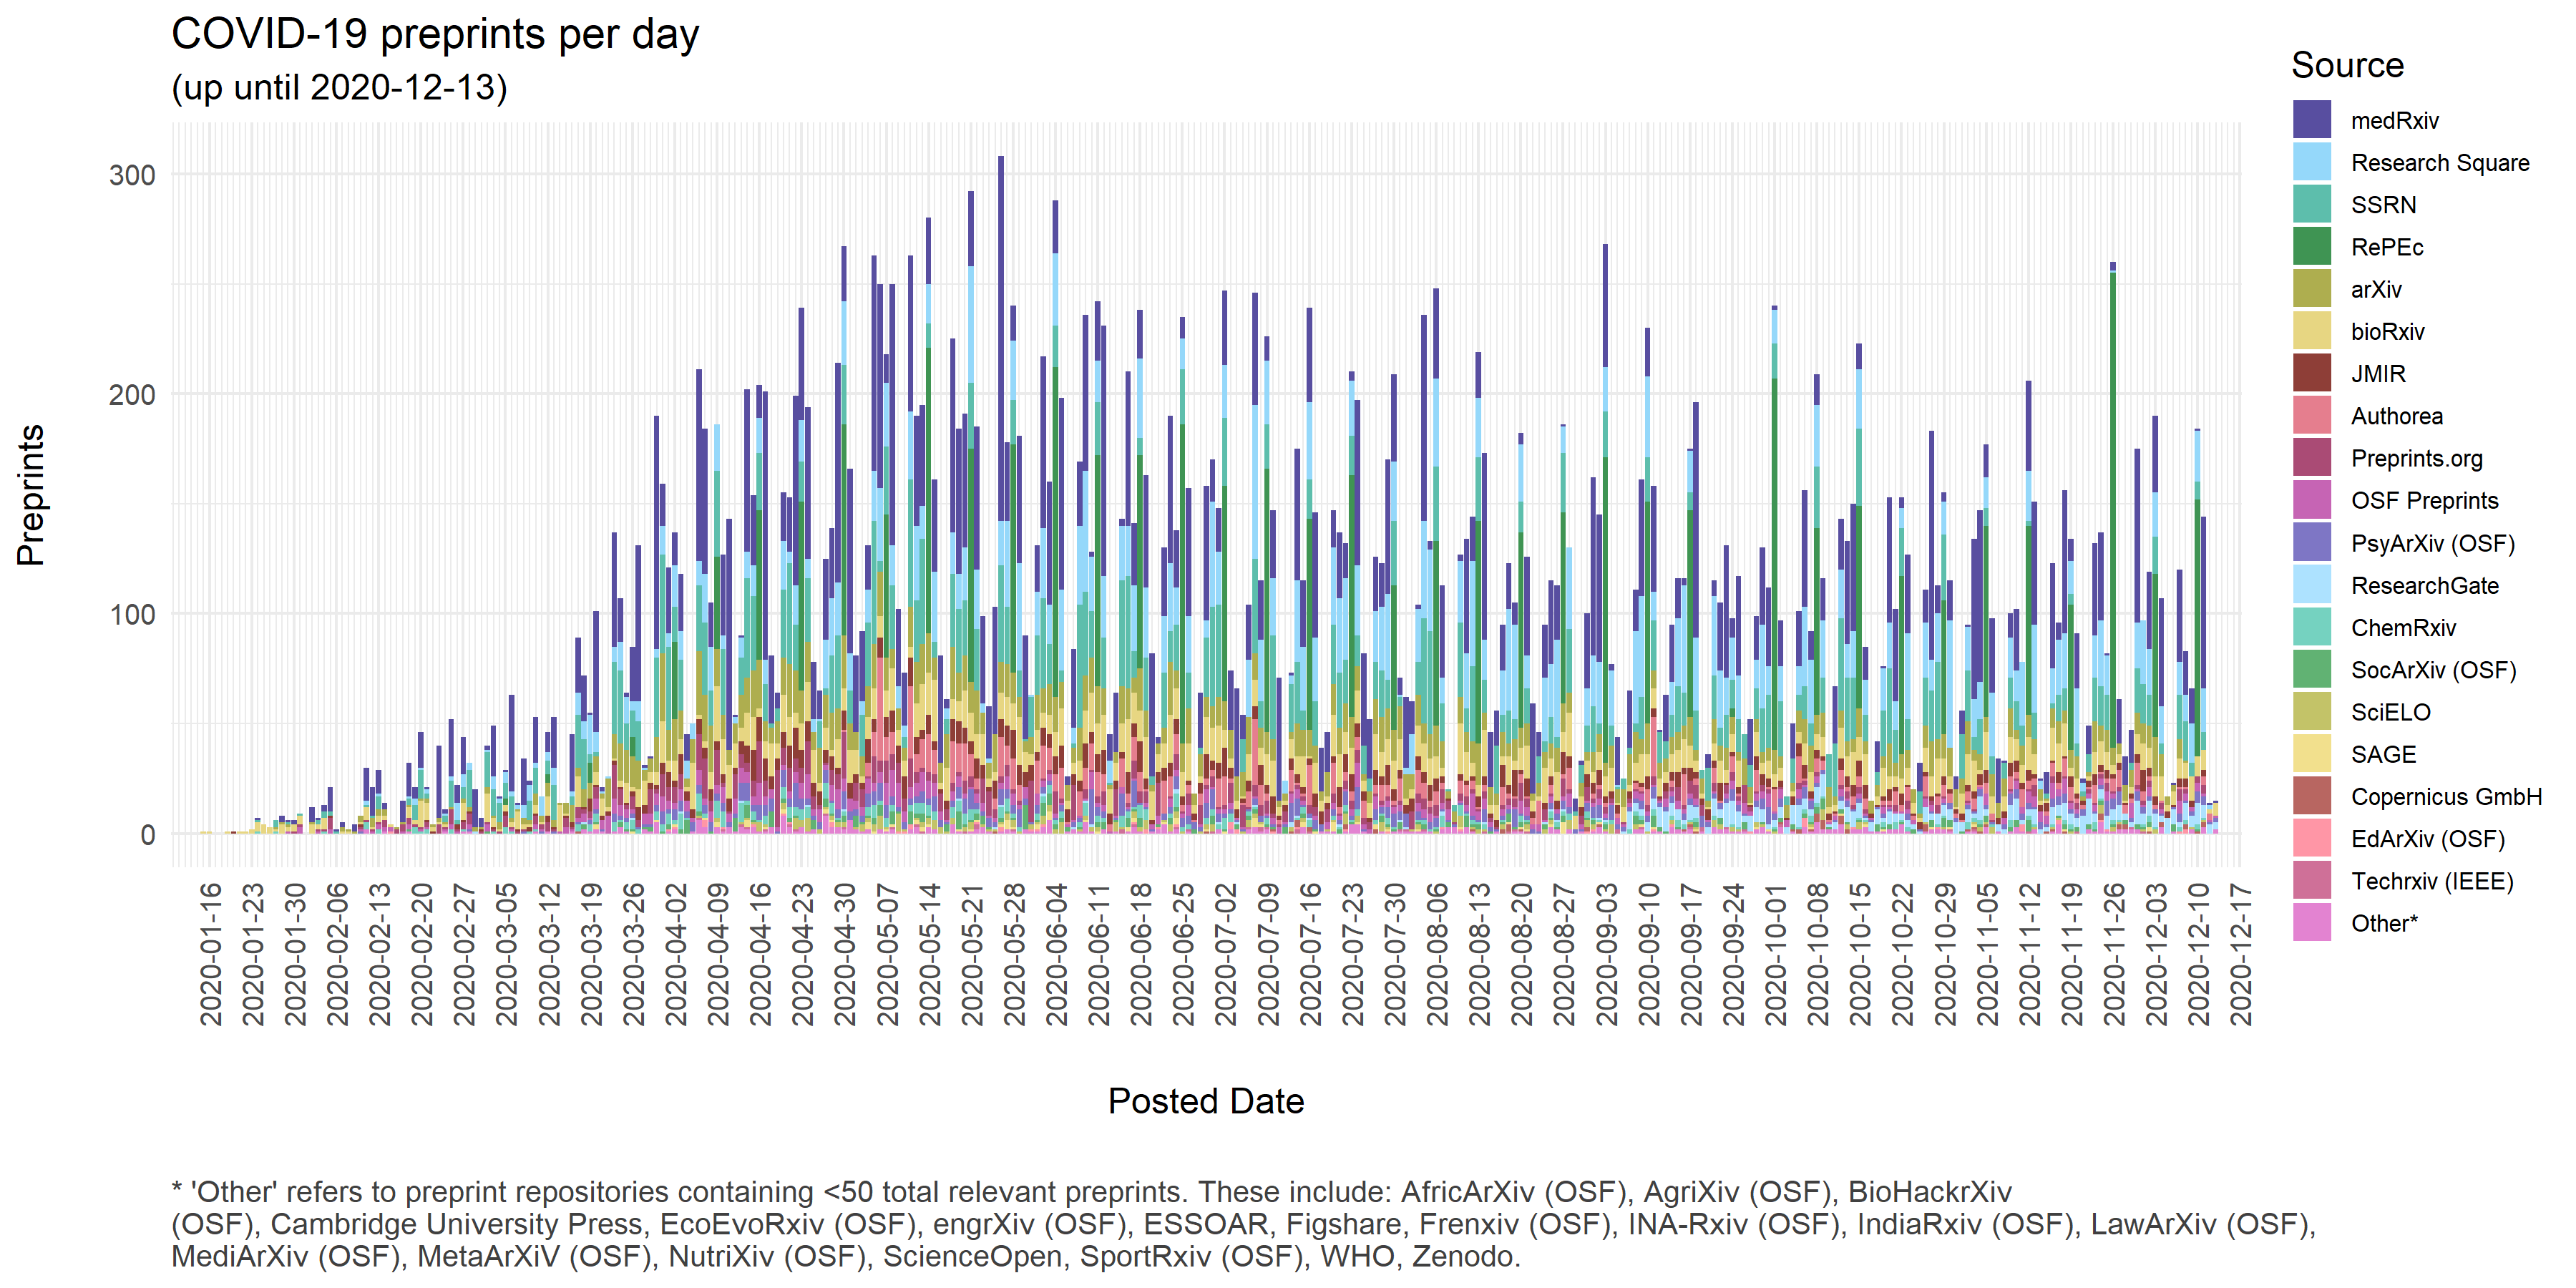 COVID-19 preprints per day
(up until 2020-12-13)
Preprints
300
200
100
0
2020-01-16
2020-01-23
2020-01-30
2020-02-06
2020-02-13
2020-02-20
2020-02-27
2020-03-05
2020-03-12
2020-03-19
2020-03-26
2020-04-02
2020-04-09
2020-04-16
2020-04-23
2020-04-30
2020-05-07
2020-05-14
2020-05-21
2020-05-28
2020-06-04
2020-06-11
2020-06-18
2020-06-25
2020-07-02
2020-07-09
2020-07-16
2020-07-23
2020-07-30
2020-08-06
2020-08-13
2020-08-20
2020-08-27
2020-09-03
2020-09-10
2020-09-17
2020-09-24
2020-10-01
2020-10-08
2020-10-15
2020-10-22
2020-10-29
2020-11-05
2020-11-12
2020-11-19
2020-11-26
2020-12-03
2020-12-10
2020-12-17
Posted Date
Source
medRxiv
Research Square
SSRN
RePEc
arXiv
bioRxiv
JMIR
Authorea
Preprints.org
OSF Preprints
PsyArXiv (OSF)
ResearchGate
ChemRxiv
SocArXiv (OSF)
SciELO
SAGE
Copernicus GmbH
EdArXiv (OSF)
Techrxiv (IEEE)
Other*
* 'Other' refers to preprint repositories containing <50 total relevant preprints. These include: AfricArXiv (OSF), AgriXiv (OSF), BioHackrXiv
(OSF), Cambridge University Press, EcoEvoRxiv (OSF), engrXiv (OSF), ESSOAR, Figshare, Frenxiv (OSF), INA-Rxiv (OSF), IndiaRxiv (OSF), LawArXiv (OSF),
MediArXiv (OSF), MetaArXiV (OSF), NutriXiv (OSF), ScienceOpen, SportRxiv (OSF), WHO, Zenodo.